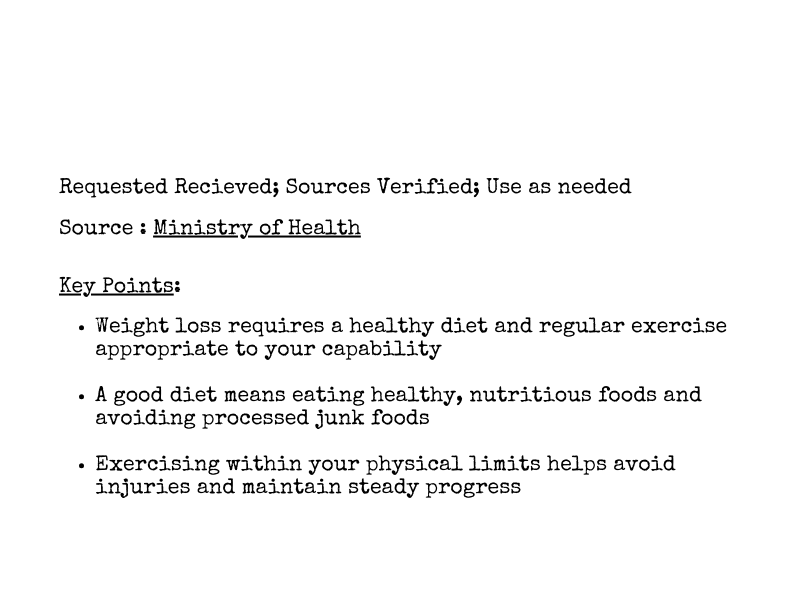 Requested Recieved; Sources Verified; Use as needed
Source : Ministry of Health
Key Points:
• Weight loss requires a healthy diet and regular exercise
appropriate to your capability
• A good diet means eating healthy, nutritious foods and
avoiding processed junk foods
• Exercising within your physical limits helps avoid
injuries and maintain steady progress